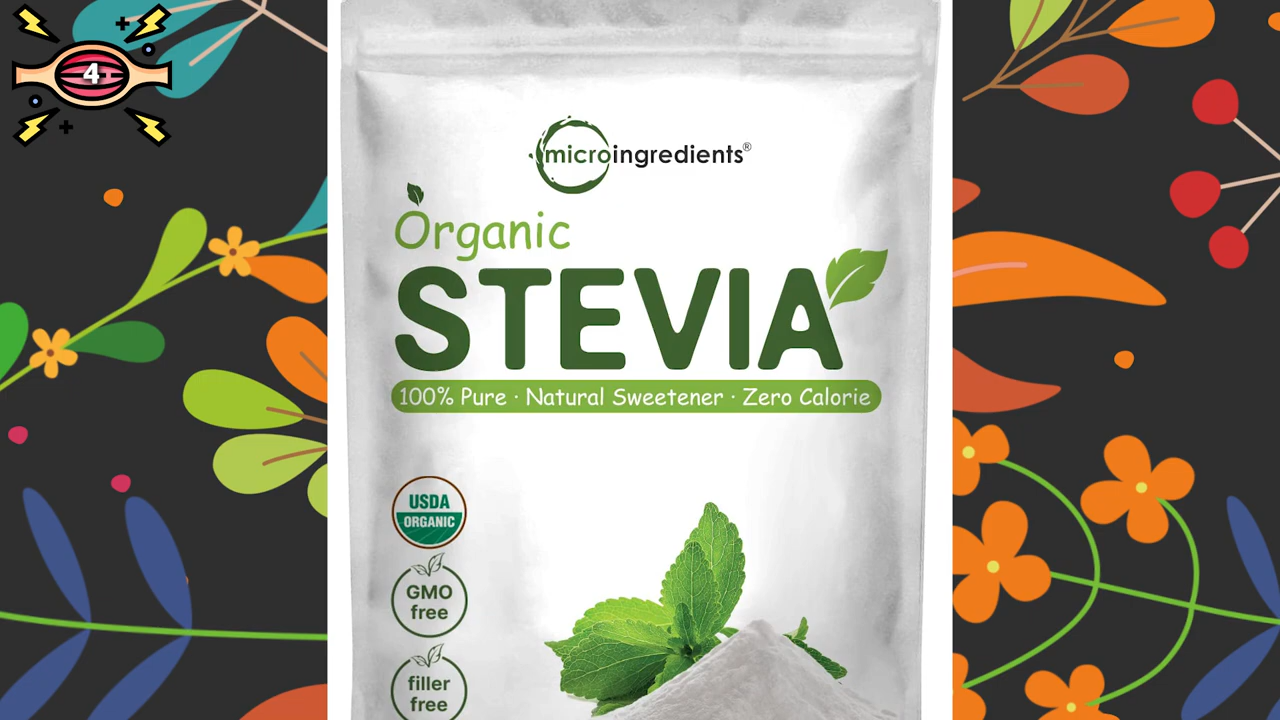 4
microingredients®
Organic
STEVIA
100% Pure · Natural Sweetener · Zero Calorie
USDA
ORGANIC
GMO
free
filler
free